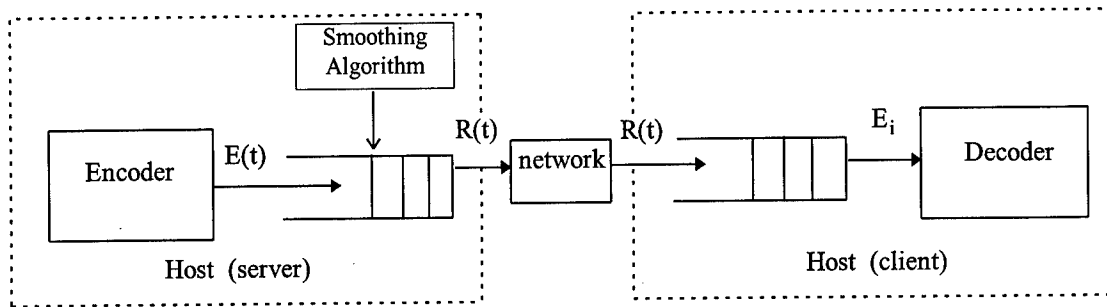 Smoothing
Algorithm
Encoder
E(t)
R(t)
network
R(t)
E_i
Decoder
Host (server)
Host (client)